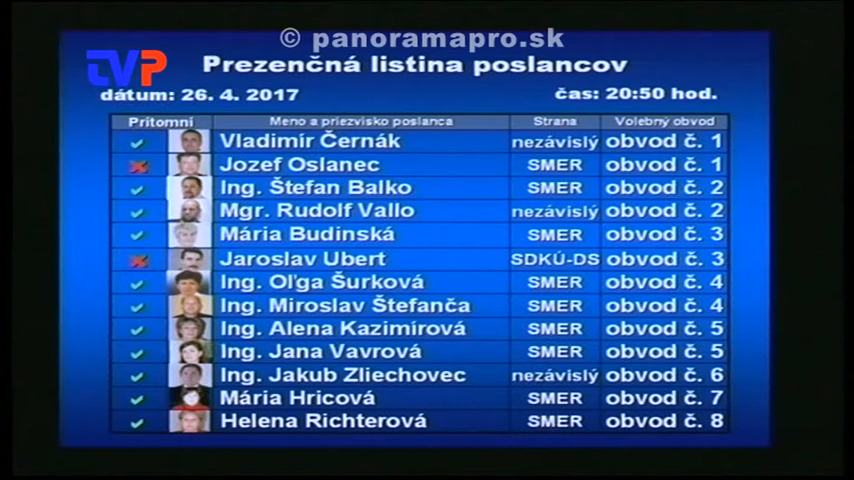 © panoramapro.sk
TVP
Prezenčná listina poslancov
dátum: 26. 4. 2017 čas: 20:50 hod.
Prítomní Meno a priezvisko poslanca Strana Volebný obvod
Vladimír Černák nezávislý obvod č. 1
Jozef Oslanec SMER obvod č. 1
Ing. Štefan Balko SMER obvod č. 2
Mgr. Rudolf Vallo nezávislý obvod č. 2
Mária Budinská SMER obvod č. 3
Jaroslav Ubert SDKÚ-DS obvod č. 3
Ing. Oľga Šurková SMER obvod č. 4
Ing. Miroslav Štefanča SMER obvod č. 4
Ing. Alena Kazimírová SMER obvod č. 5
Ing. Jana Vavrová SMER obvod č. 5
Ing. Jakub Zliechovec nezávislý obvod č. 6
Mária Hricová SMER obvod č. 7
Helena Richterová SMER obvod č. 8